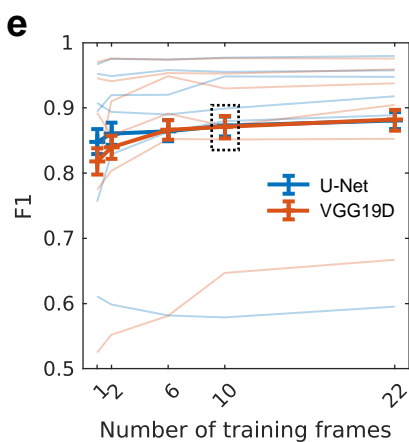 e
1
0.9
0.8
0.7
0.6
0.5
F1
U-Net
VGG19D
1 2 6 10 22
Number of training frames